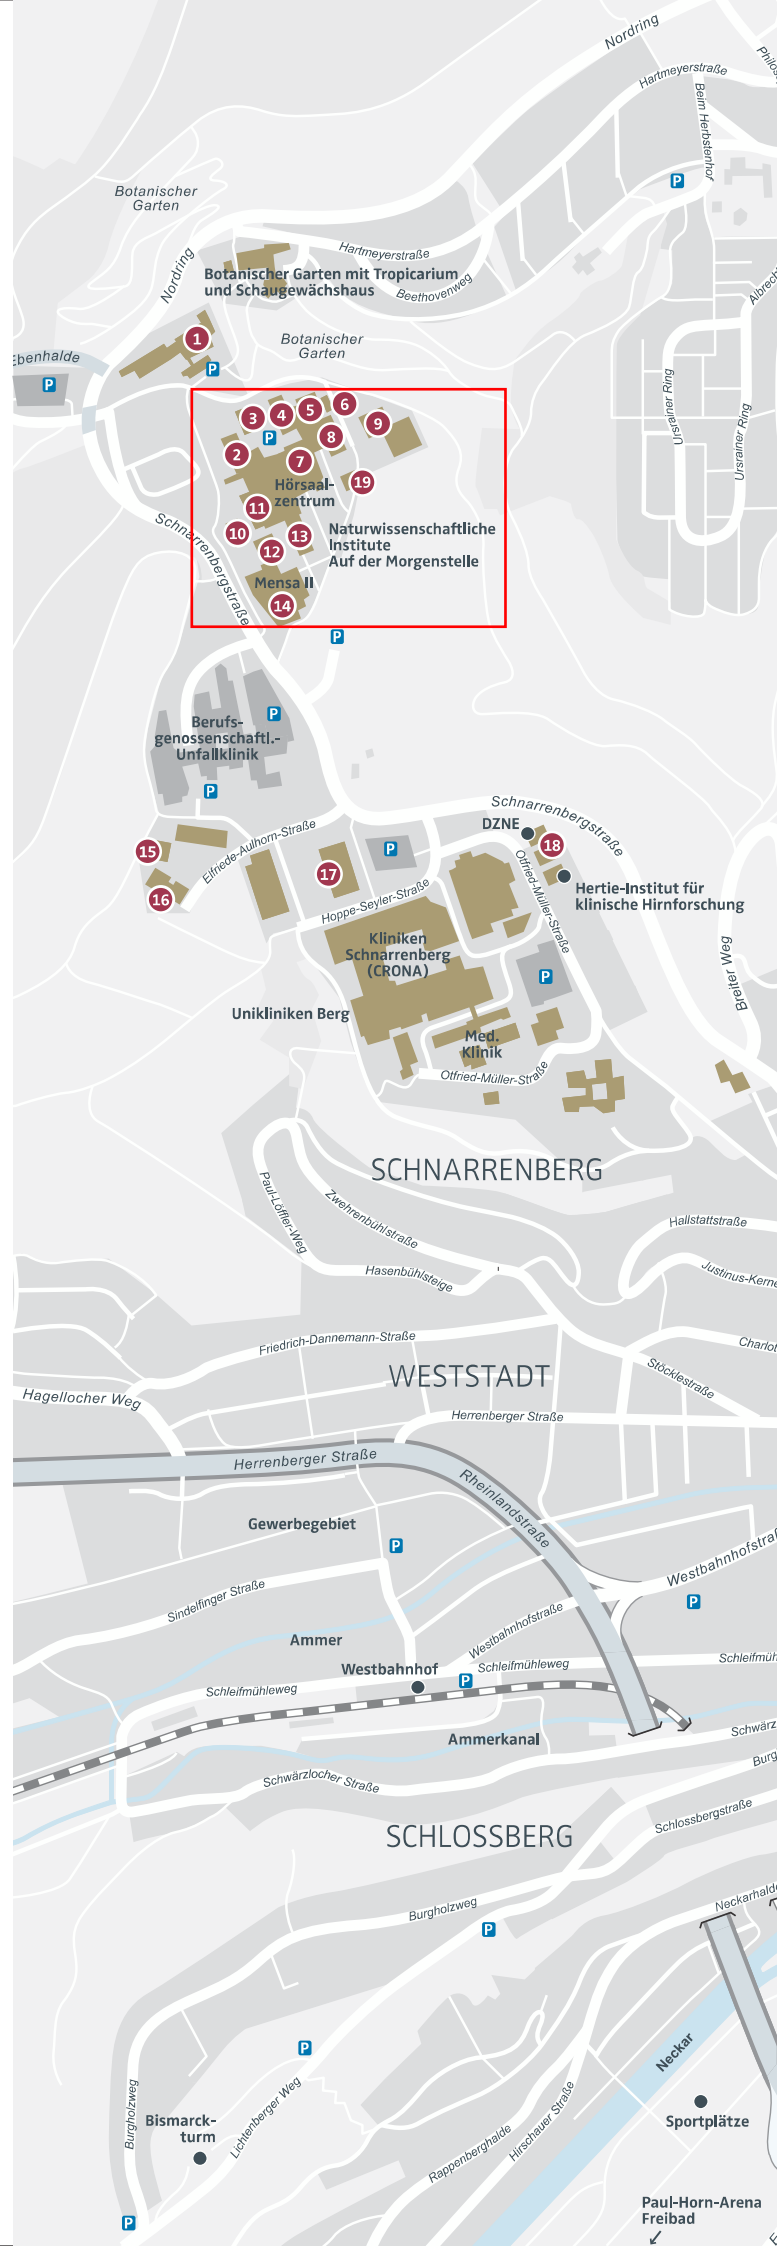 Nordring
Philos
Hartmeyerstraße
Beim Herbstenhof
P
Botanischer
Garten
Hartmeyerstraße
Nordring
Botanischer Garten mit Tropicarium
und Schaugewächshaus
Beethovenweg
Albrech
1
Botanischer
Garten
Ebenhalde
P
P
Ursrainer Ring
Ursrainer Ring
3
4
5
6
9
P
8
2
7
Hörsaal-
zentrum
19
11
10
Schnarrenbergstraße
13
12
Naturwissenschaftliche
Institute
Auf der Morgenstelle
Mensa II
14
P
P
Berufs-
genossenschaftl.-
Unfallklinik
P
Schnarrenbergstraße
DZNE
18
15
Elfriede-Aulhorn-Straße
P
17
16
Otfried-Müller-Straße
Hertie-Institut für
klinische Hirnforschung
Hoppe-Seyler-Straße
Kliniken
Schnarrenberg
(CRONA)
P
Breiter Weg
Unikliniken Berg
Med.
Klinik
Otfried-Müller-Straße
SCHNARRENBERG
Paul-Löffler-Weg
Zwehrenbühlstraße
Hallstattstraße
Hasenbühlsteige
Justinus-Kerne
Friedrich-Dannemann-Straße
Charlot
WESTSTADT
Stöcklestraße
Hagellocher Weg
Herrenberger Straße
Herrenberger Straße
Rheinlandstraße
Gewerbegebiet
P
Westbahnhofstraß
Sindelfinger Straße
P
Westbahnhofstraße
Ammer
Westbahnhof
Schleifmühleweg
Schleifmüh
P
Schleifmühleweg
Ammerkanal
Schwärz
Burg
Schwärzlocher Straße
SCHLOSSBERG
Schlossbergstraße
Neckarhalde
Burgholzweg
P
P
Neckar
Burgholzweg
Bismarck-
turm
Lichtenberger Weg
Rappenberghalde
Hirschauer Straße
Sportplätze
P
Paul-Horn-Arena
Freibad